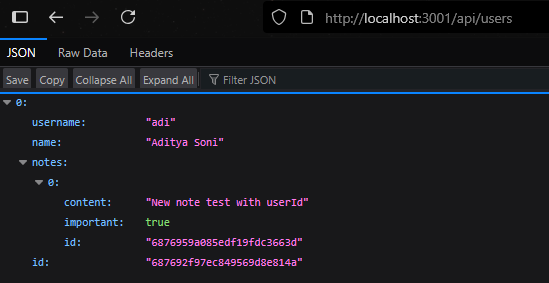 http://localhost:3001/api/users
JSON Raw Data Headers
Save Copy Collapse All Expand All Filter JSON
0:
username: "adi"
name: "Aditya Soni"
notes:
0:
content: "New note test with userId"
important: true
id: "6876959a085edf19fdc3663d"
id: "687692f97ec849569d8e814a"